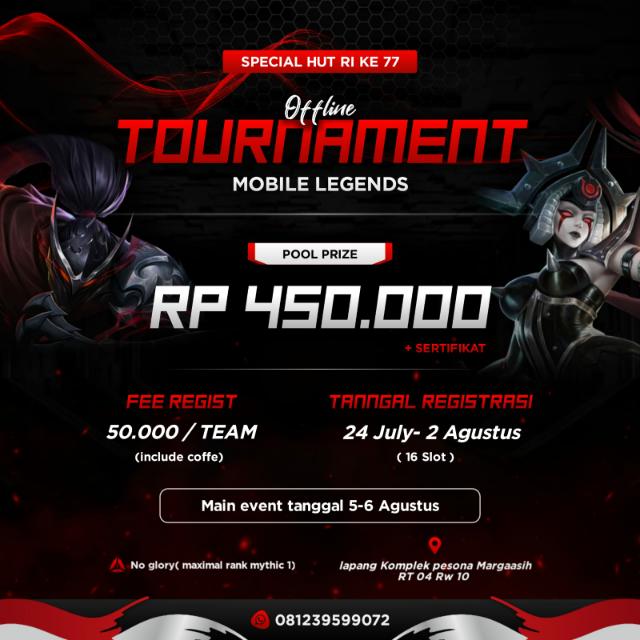 SPECIAL HUT RI KE 77
Offline
TOURNAMENT
MOBILE LEGENDS
POOL PRIZE
RP 450.000
+ SERTIFIKAT
FEE REGIST
50.000 / TEAM
(include coffe)
TANNGAL REGISTRASI
24 July- 2 Agustus
( 16 Slot )
Main event tanggal 5-6 Agustus
No glory( maximal rank mythic 1)
lapang Komplek pesona Margaasih
RT 04 Rw 10
081239599072